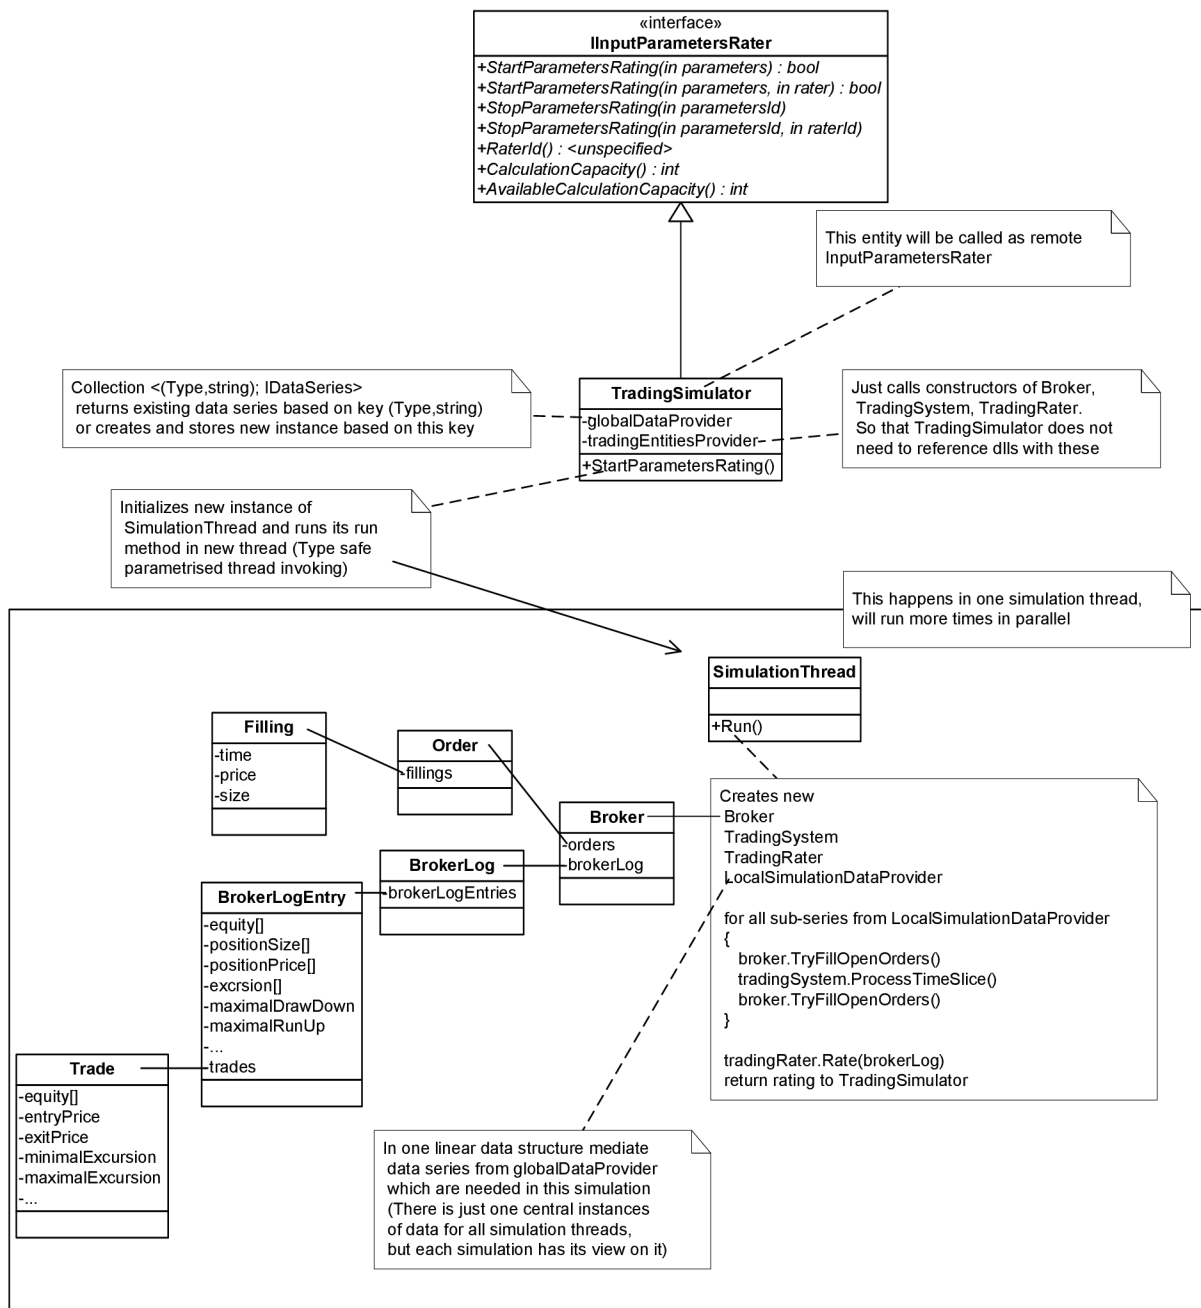 «interface»
IInputParametersRater
+StartParametersRating(in parameters) : bool
+StartParametersRating(in parameters, in rater) : bool
+StopParametersRating(in parametersId)
+StopParametersRating(in parametersId, in raterId)
+RaterId() : <unspecified>
+CalculationCapacity() : int
+AvailableCalculationCapacity() : int
This entity will be called as remote
InputParametersRater
Collection <(Type,string); IDataSeries>
returns existing data series based on key (Type,string)
or creates and stores new instance based on this key
TradingSimulator
-globalDataProvider
-tradingEntitiesProvider
+StartParametersRating()
Just calls constructors of Broker,
TradingSystem, TradingRater.
So that TradingSimulator does not
need to reference dlls with these
Initializes new instance of
SimulationThread and runs its run
method in new thread (Type safe
parametrised thread invoking)
This happens in one simulation thread,
will run more times in parallel
SimulationThread
+Run()
Filling
-time
-price
-size
Order
-fillings
Broker
-orders
-brokerLog
BrokerLog
-brokerLogEntries
BrokerLogEntry
-equity[]
-positionSize[]
-positionPrice[]
-excrsion[]
-maximalDrawDown
-maximalRunUp
-...
-trades
Trade
-equity[]
-entryPrice
-exitPrice
-minimalExcursion
-maximalExcursion
-...
Creates new
Broker
TradingSystem
TradingRater
LocalSimulationDataProvider
for all sub-series from LocalSimulationDataProvider
{
broker.TryFillOpenOrders()
tradingSystem.ProcessTimeSlice()
broker.TryFillOpenOrders()
}
tradingRater.Rate(brokerLog)
return rating to TradingSimulator
In one linear data structure mediate
data series from globalDataProvider
which are needed in this simulation
(There is just one central instances
of data for all simulation threads,
but each simulation has its view on it)